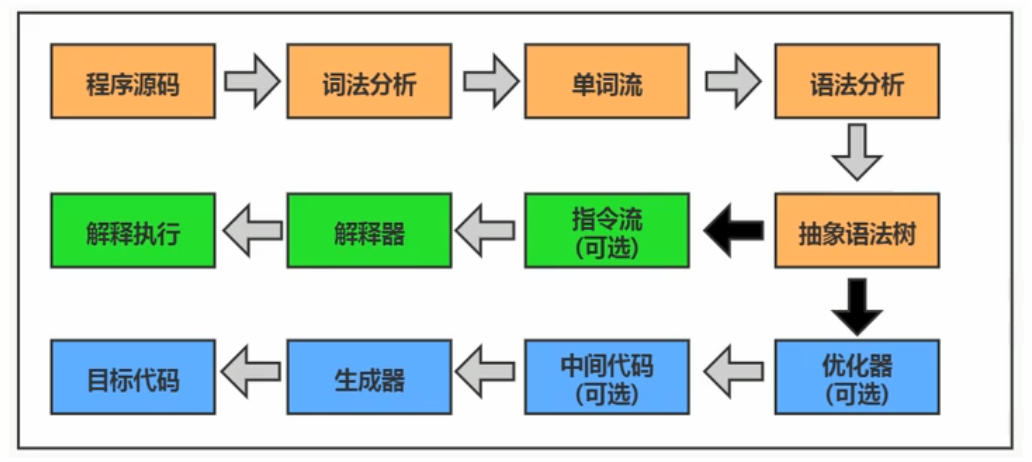 程序源码
词法分析
单词流
语法分析
解释执行
解释器
指令流
(可选)
抽象语法树
目标代码
生成器
中间代码
(可选)
优化器
(可选)